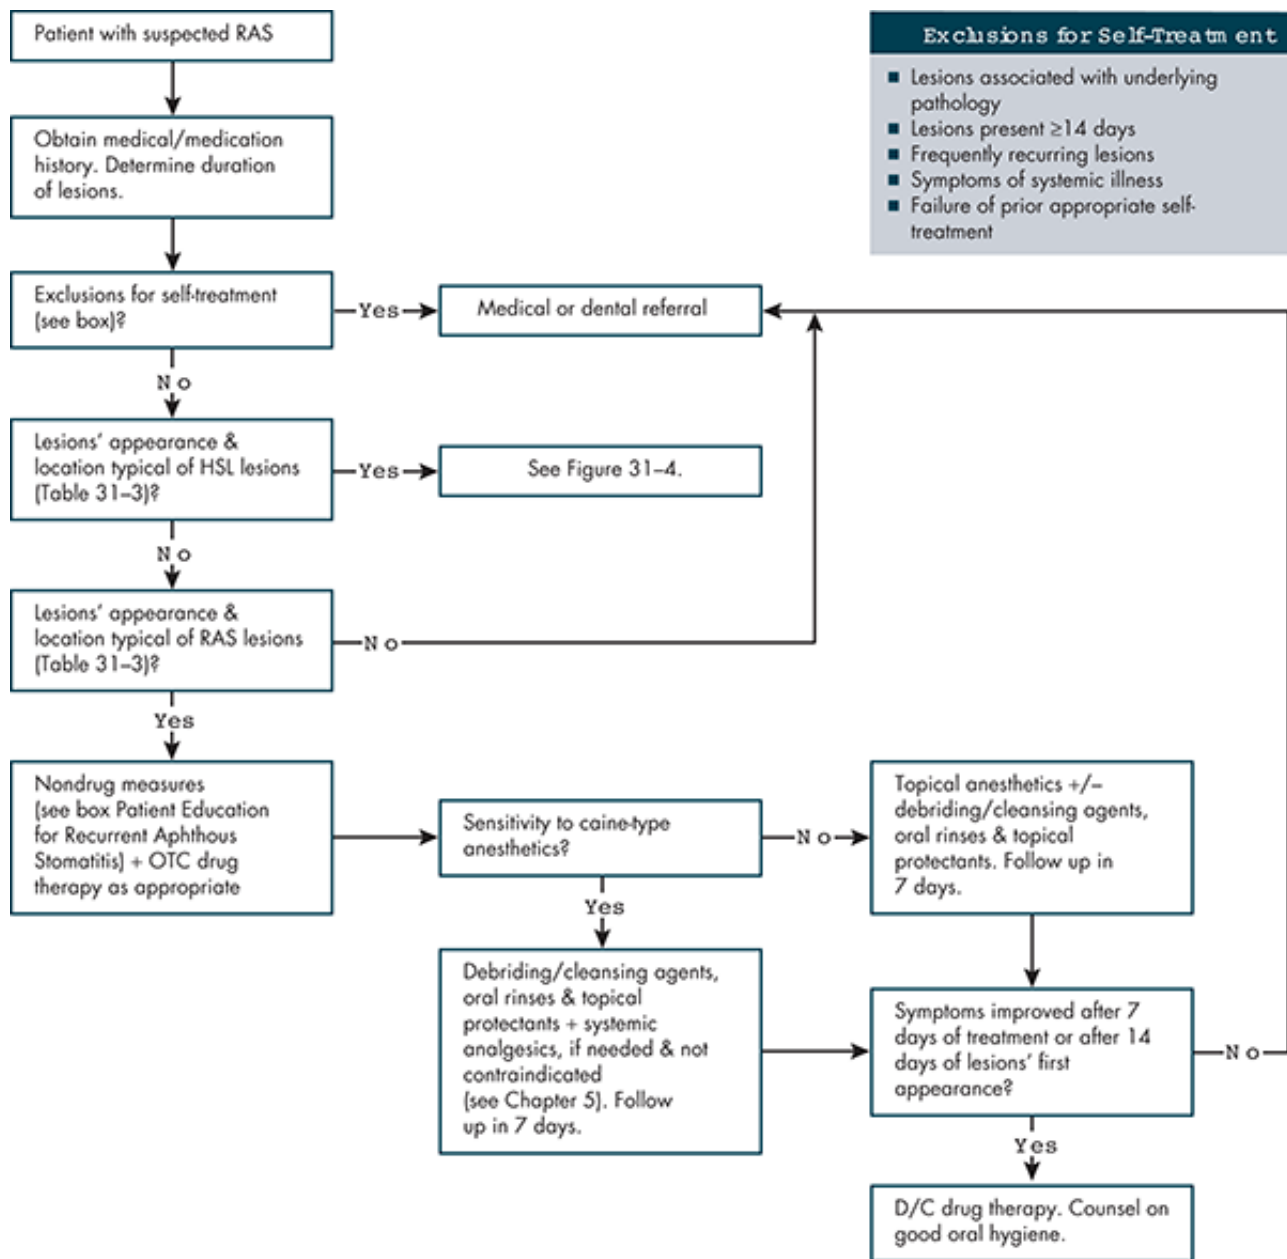 Patient with suspected RAS
Exclusions for Self-Treatment
■ Lesions associated with underlying
pathology
■ Lesions present ≥14 days
■ Frequently recurring lesions
■ Symptoms of systemic illness
■ Failure of prior appropriate self-
treatment
Obtain medical/medication
history. Determine duration
of lesions.
Exclusions for self-treatment
(see box)?
Yes
Medical or dental referral
No
Lesions’ appearance &
location typical of HSL lesions
(Table 31–3)?
Yes
See Figure 31–4.
No
Lesions’ appearance &
location typical of RAS lesions
(Table 31–3)?
No
Yes
Nondrug measures
(see box Patient Education
for Recurrent Aphthous
Stomatitis) + OTC drug
therapy as appropriate
Sensitivity to caine-type
anesthetics?
No
Topical anesthetics +/–
debriding/cleansing agents,
oral rinses & topical
protectants. Follow up in
7 days.
Yes
Debriding/cleansing agents,
oral rinses & topical
protectants + systemic
analgesics, if needed & not
contraindicated
(see Chapter 5). Follow
up in 7 days.
Symptoms improved after 7
days of treatment or after 14
days of lesions’ first
appearance?
No
Yes
D/C drug therapy. Counsel on
good oral hygiene.